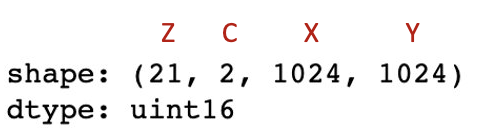 Z C X Y
shape: (21, 2, 1024, 1024)
dtype: uint16